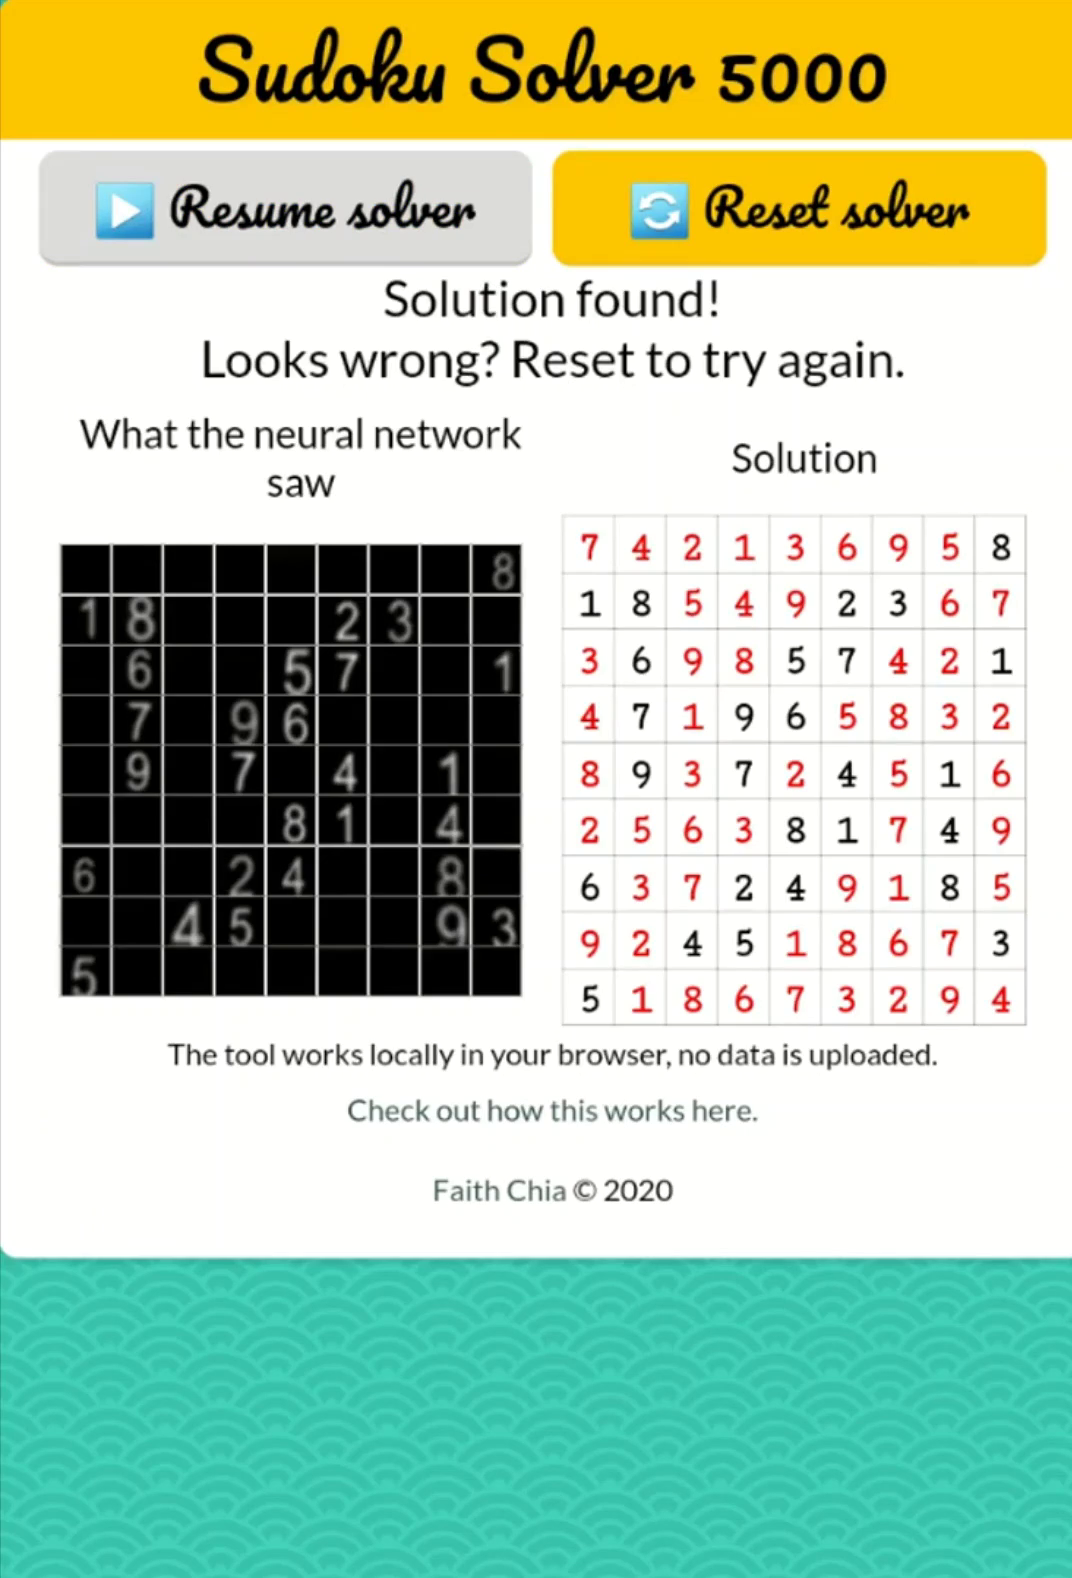 Sudoku Solver 5000
Resume solver
Reset solver
Solution found!
Looks wrong? Reset to try again.
What the neural network
saw
8
1 8 2 3
6 5 7 1
7 9 6
9 7 4 1
8 1 4
6 2 4 8
4 5 9 3
5
Solution
7 4 2 1 3 6 9 5 8
1 8 5 4 9 2 3 6 7
3 6 9 8 5 7 4 2 1
4 7 1 9 6 5 8 3 2
8 9 3 7 2 4 5 1 6
2 5 6 3 8 1 7 4 9
6 3 7 2 4 9 1 8 5
9 2 4 5 1 8 6 7 3
5 1 8 6 7 3 2 9 4
The tool works locally in your browser, no data is uploaded.
Check out how this works here.
Faith Chia © 2020